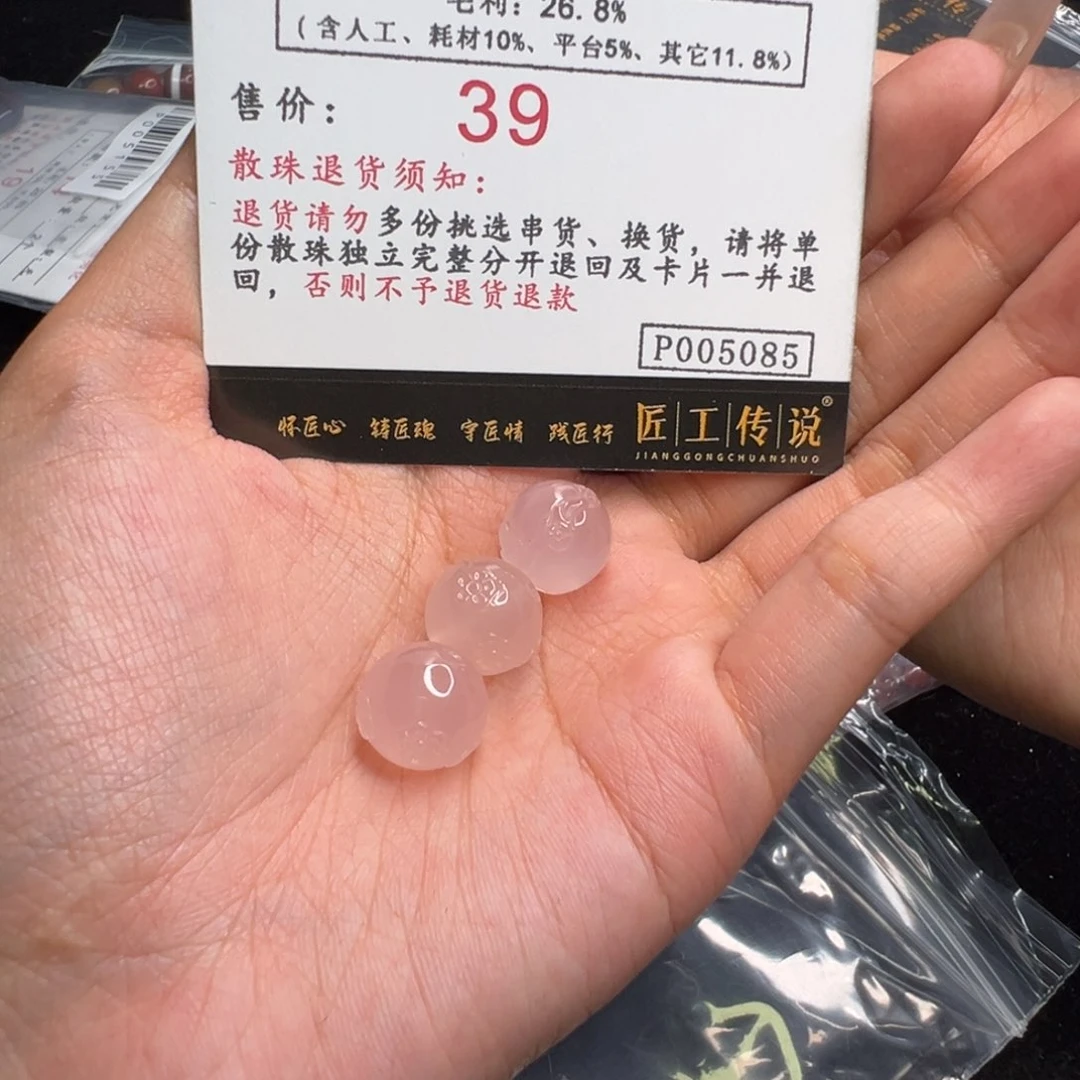 毛利：26.8%
（含人工、耗材10%、平台5%、其它11.8%）
售价： 39
散珠退货须知：
退货请勿多份挑选串货、换货，请将单
份散珠独立完整分开退回及卡片一并退
回，否则不予退货退款
P005085
怀匠心 铸匠魂 守匠情 践匠行 匠工传说®
JIANGGONGCHUANSHUO